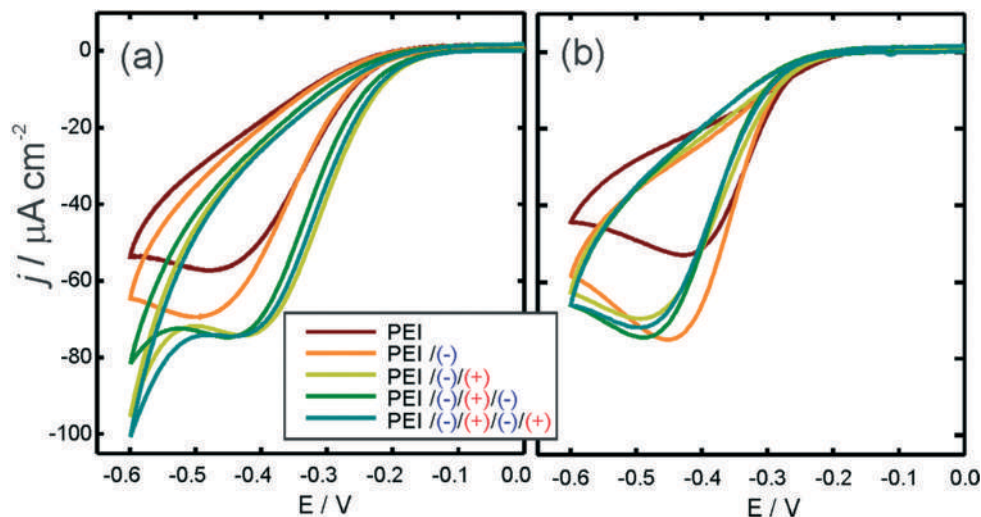 (a)
(b)
j / µA cm-2
0
-20
-40
-60
-80
-100
PEI
PEI /(-)
PEI /(-)/(+)
PEI /(-)/(+)/(-)
PEI /(-)/(+)/(-)/(+)
-0.6 -0.5 -0.4 -0.3 -0.2 -0.1 0.0
E / V
-0.6 -0.5 -0.4 -0.3 -0.2 -0.1 0.0
E / V